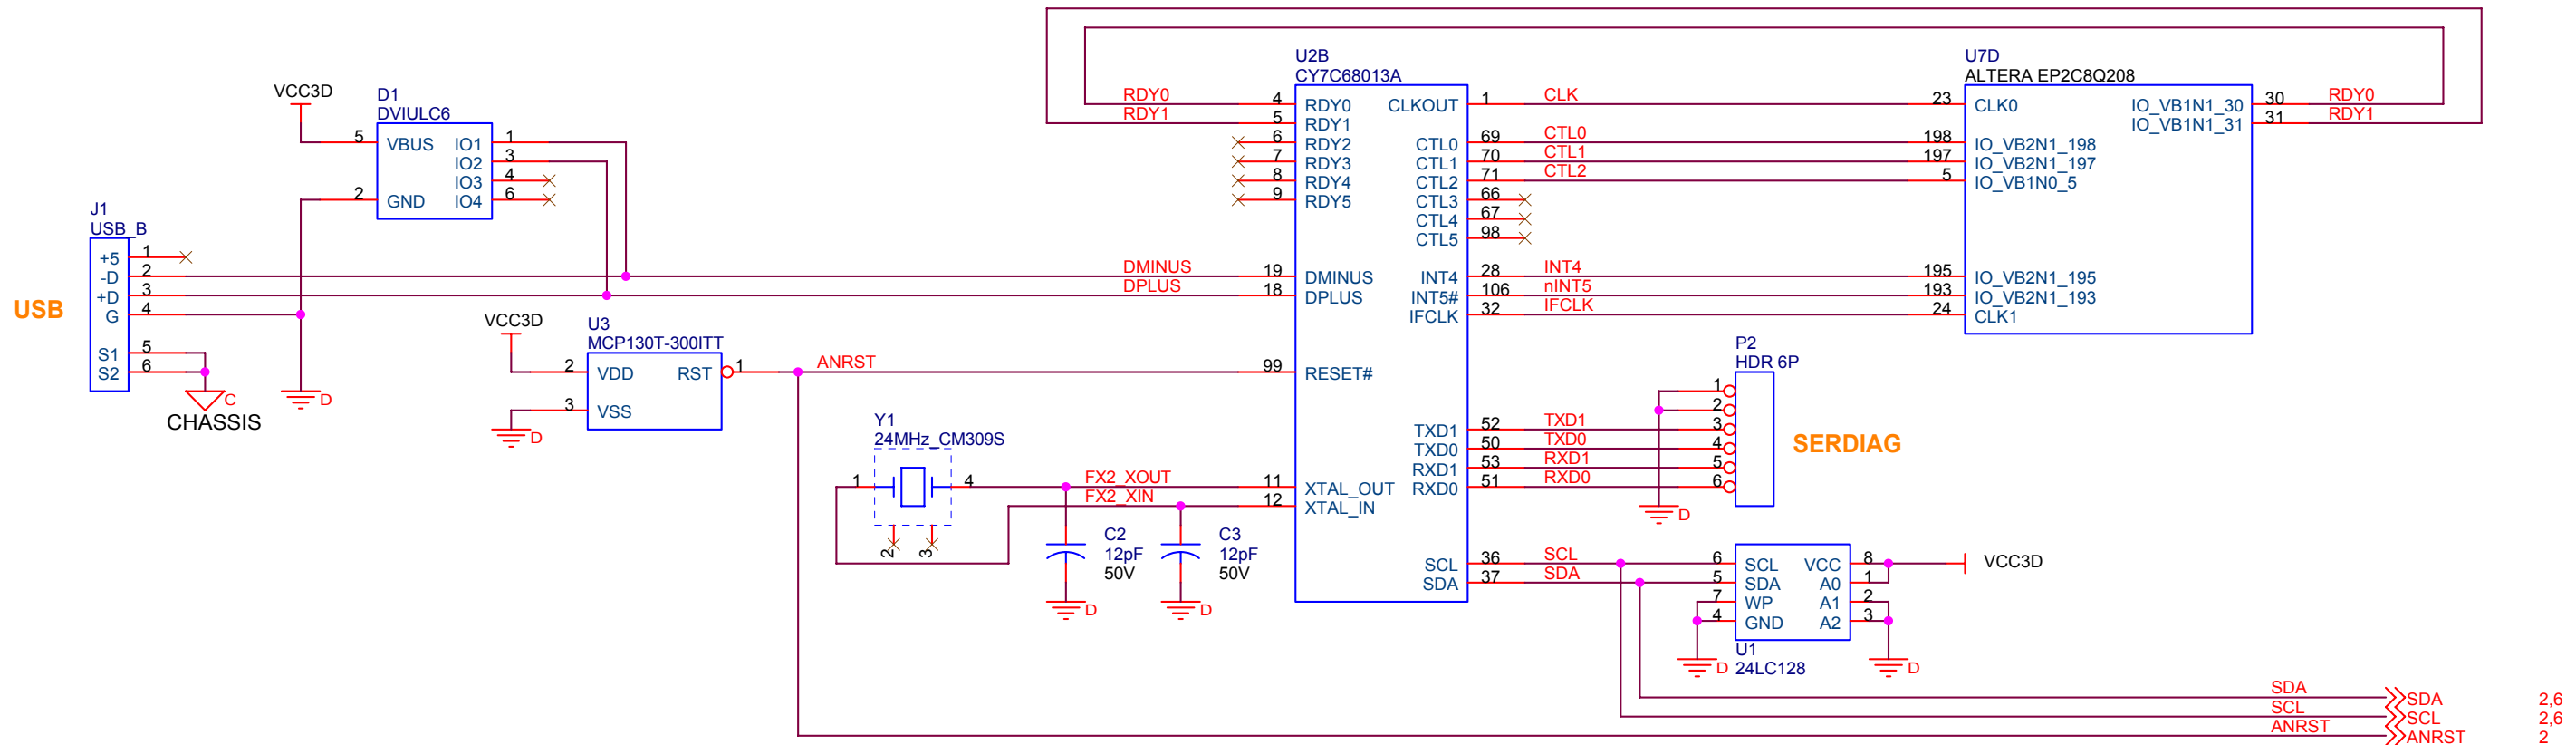 VCC3D
D1
DVIULC6
5 VBUS IO1 1
IO2 3
IO3 4
2 GND IO4 6
J1
USB_B
USB
+5 1
-D 2
+D 3
G 4
S1 5
S2 6
C
CHASSIS
D
VCC3D
U3
MCP130T-300ITT
2 VDD RST 1
3 VSS
D
ANRST
Y1
24MHz_CM309S
1 4
2 3
FX2_XOUT
FX2_XIN
C2
12pF
50V
D
C3
12pF
50V
D
RDY0
RDY1
DMINUS
DPLUS
U2B
CY7C68013A
4 RDY0 CLKOUT 1
5 RDY1
6 RDY2 CTL0 69
7 RDY3 CTL1 70
8 RDY4 CTL2 71
9 RDY5 CTL3 66
CTL4 67
CTL5 98
19 DMINUS INT4 28
18 DPLUS INT5# 106
IFCLK 32
99 RESET#
TXD1 52
TXD0 50
RXD1 53
11 XTAL_OUT RXD0 51
12 XTAL_IN
SCL 36
SDA 37
CLK
CTL0
CTL1
CTL2
INT4
nINT5
IFCLK
TXD1
TXD0
RXD1
RXD0
SCL
SDA
U7D
ALTERA EP2C8Q208
23 CLK0 IO_VB1N1_30 30 RDY0
IO_VB1N1_31 31 RDY1
198 IO_VB2N1_198
197 IO_VB2N1_197
5 IO_VB1N0_5
195 IO_VB2N1_195
193 IO_VB2N1_193
24 CLK1
P2
HDR 6P
1
2
3
4
5
6
SERDIAG
D
6 SCL VCC 8
5 SDA A0 1
7 WP A1 2
4 GND A2 3
VCC3D
U1
24LC128
D
D
SDA SDA 2,6
SCL SCL 2,6
ANRST ANRST 2